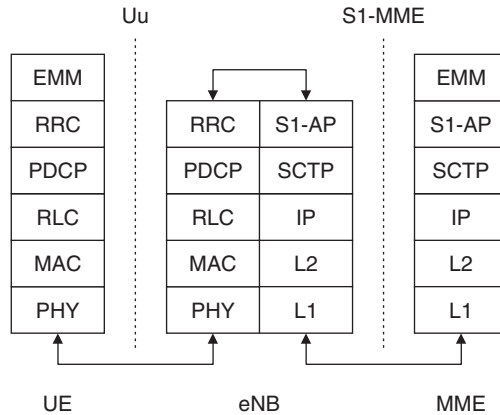 Uu
S1-MME
EMM
EMM
RRC
RRC
S1-AP
S1-AP
PDCP
PDCP
SCTP
SCTP
RLC
RLC
IP
IP
MAC
MAC
L2
L2
PHY
PHY
L1
L1
UE
eNB
MME